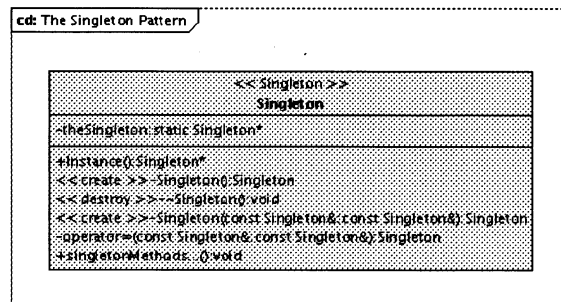 cd: The Singleton Pattern
<< Singleton >>
Singleton
-theSingleton: static Singleton*
+Instance():Singleton*
<< create >>-Singleton():Singleton
<< destroy >>-~Singleton():void
<< create >>-Singleton(const Singleton&:const Singleton&):Singleton
-operator=(const Singleton&:const Singleton&):Singleton
+singletonMethods...():void